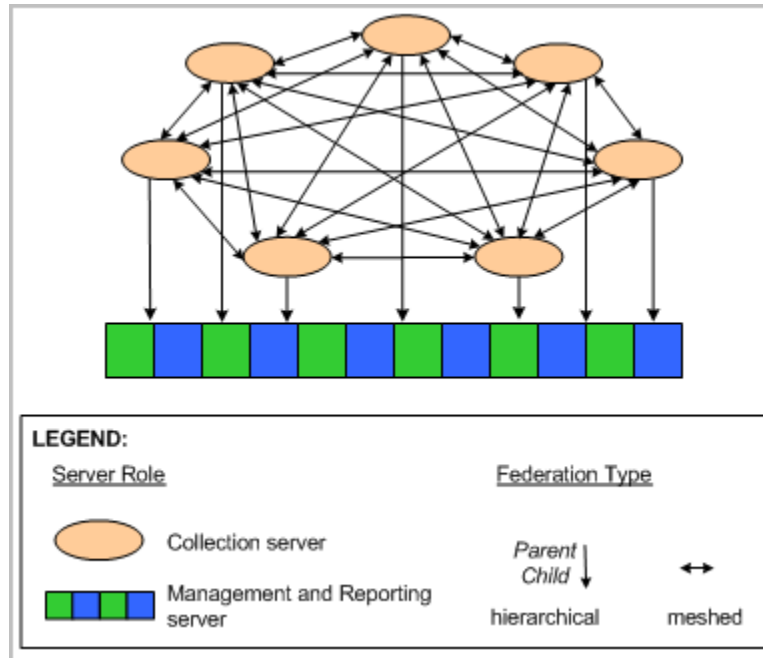 LEGEND:
Server Role
Federation Type
Collection server
Parent
Child
Management and Reporting
server
hierarchical
meshed